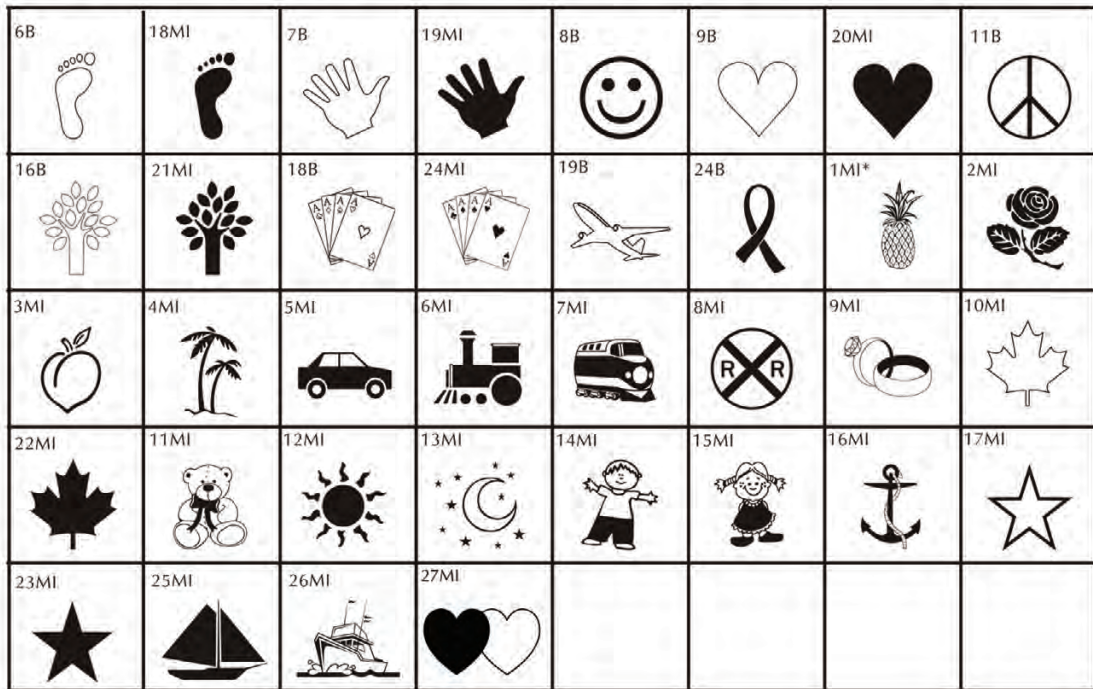 6B 18MI 7B 19MI 8B 9B 20MI 11B
16B 21MI 18B 24MI 19B 24B 1MI* 2MI
A A A A A A A A
3MI 4MI 5MI 6MI 7MI 8MI 9MI 10MI
R R
22MI 11MI 12MI 13MI 14MI 15MI 16MI 17MI
23MI 25MI 26MI 27MI